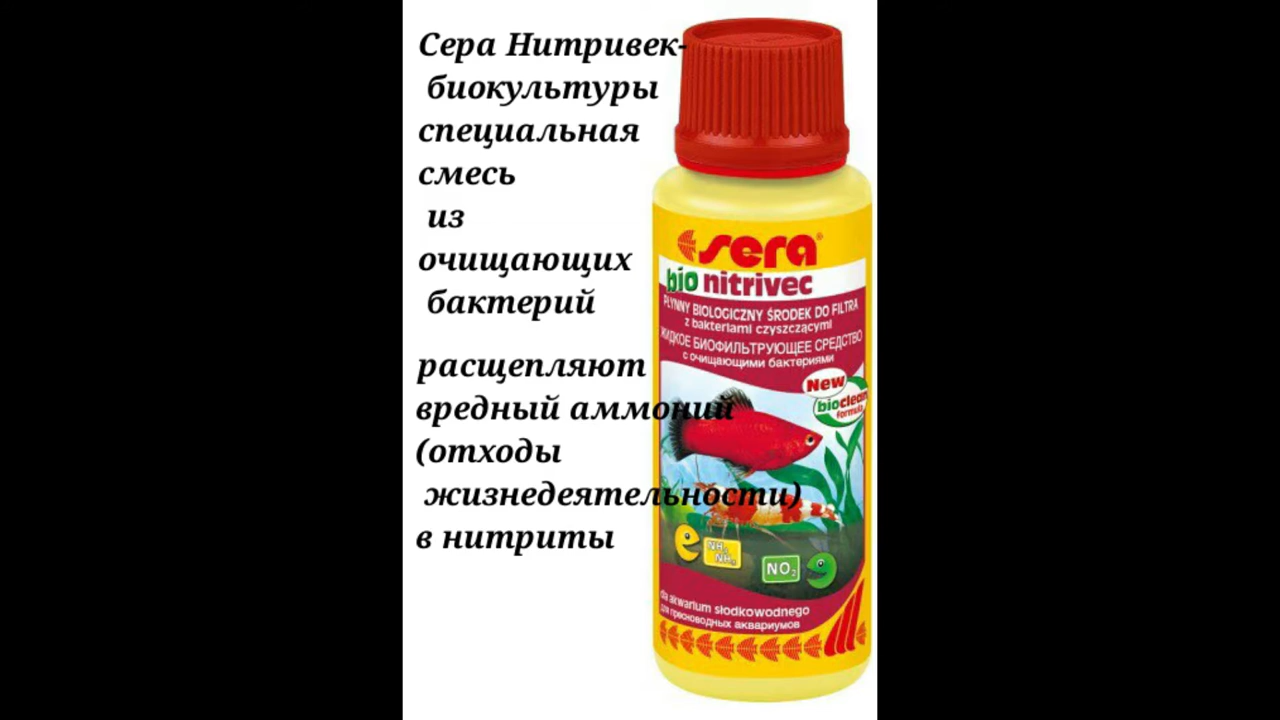 Сера Нитривек-
биокультуры
специальная
смесь
из
очищающих
бактерий
расщепляют
вредный аммоний
(отходы
жизнедеятельности)
в нитриты
sera®
bio nitrivec
PŁYNNY BIOLOGICZNY ŚRODEK DO FILTRA
z bakteriami czyszczącymi
ЖИДКОЕ БИОФИЛЬТРУЮЩЕЕ СРЕДСТВО
с очищающими бактериями
New
bioclean
formula
NH₃
NO₂
dla akwarium słodkowodnego
для пресноводных аквариумов